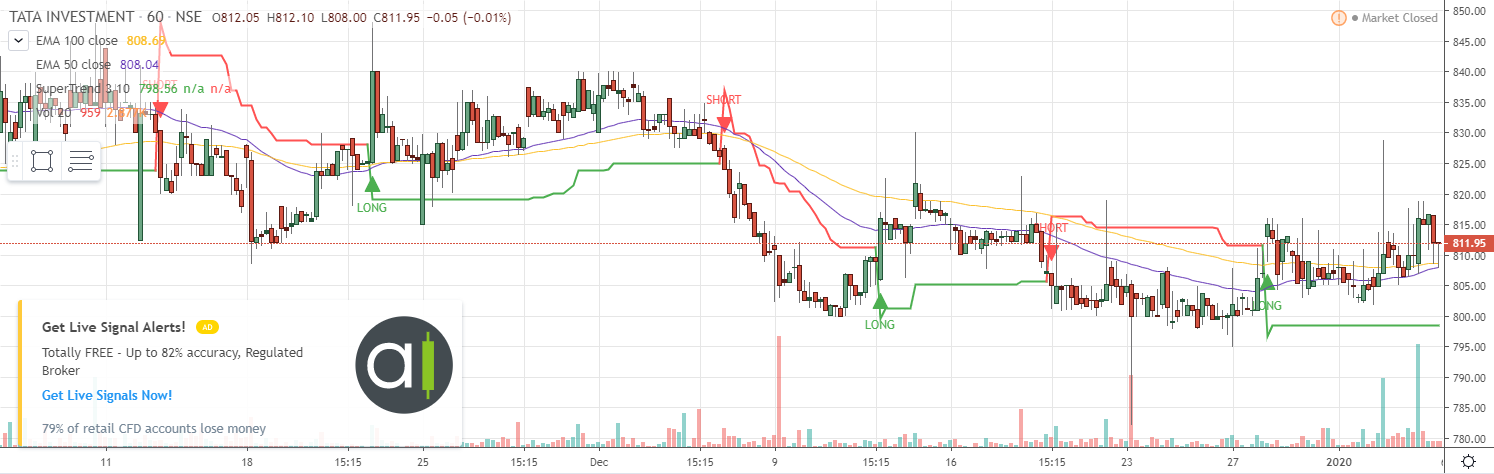 TATA INVESTMENT · 60 · NSE O812.05 H812.10 L808.00 C811.95 −0.05 (−0.01%)
Market Closed
EMA 100 close 808.69
EMA 50 close 808.04
SuperTrend 3 10 798.56 n/a n/a
Vol 20 959
SHORT
LONG
SHORT
LONG
SHORT
LONG
850.00
845.00
840.00
835.00
830.00
825.00
820.00
815.00
811.95
810.00
805.00
800.00
795.00
790.00
785.00
780.00
Get Live Signal Alerts! AD
Totally FREE - Up to 82% accuracy, Regulated
Broker
Get Live Signals Now!
79% of retail CFD accounts lose money
a
11 18 15:15 25 15:15 Dec 15:15 9 15:15 16 15:15 23 27 2020